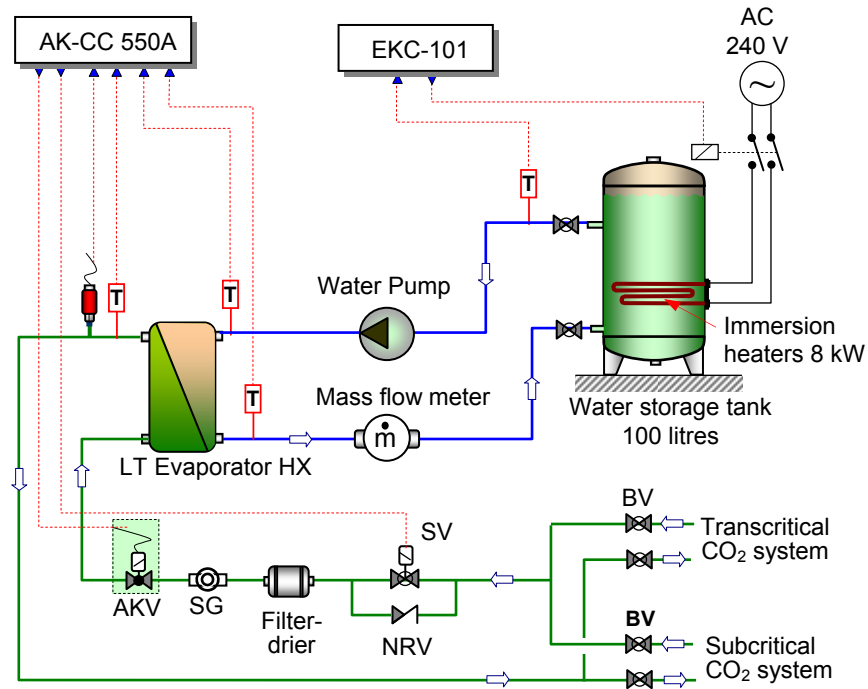 AK-CC 550A
EKC-101
AC
240 V
T
T
T
T
Water Pump
Immersion
heaters 8 kW
Mass flow meter
ṁ
Water storage tank
100 litres
LT Evaporator HX
SV
BV
Transcritical
CO₂ system
AKV
SG
Filter-
drier
NRV
BV
Subcritical
CO₂ system